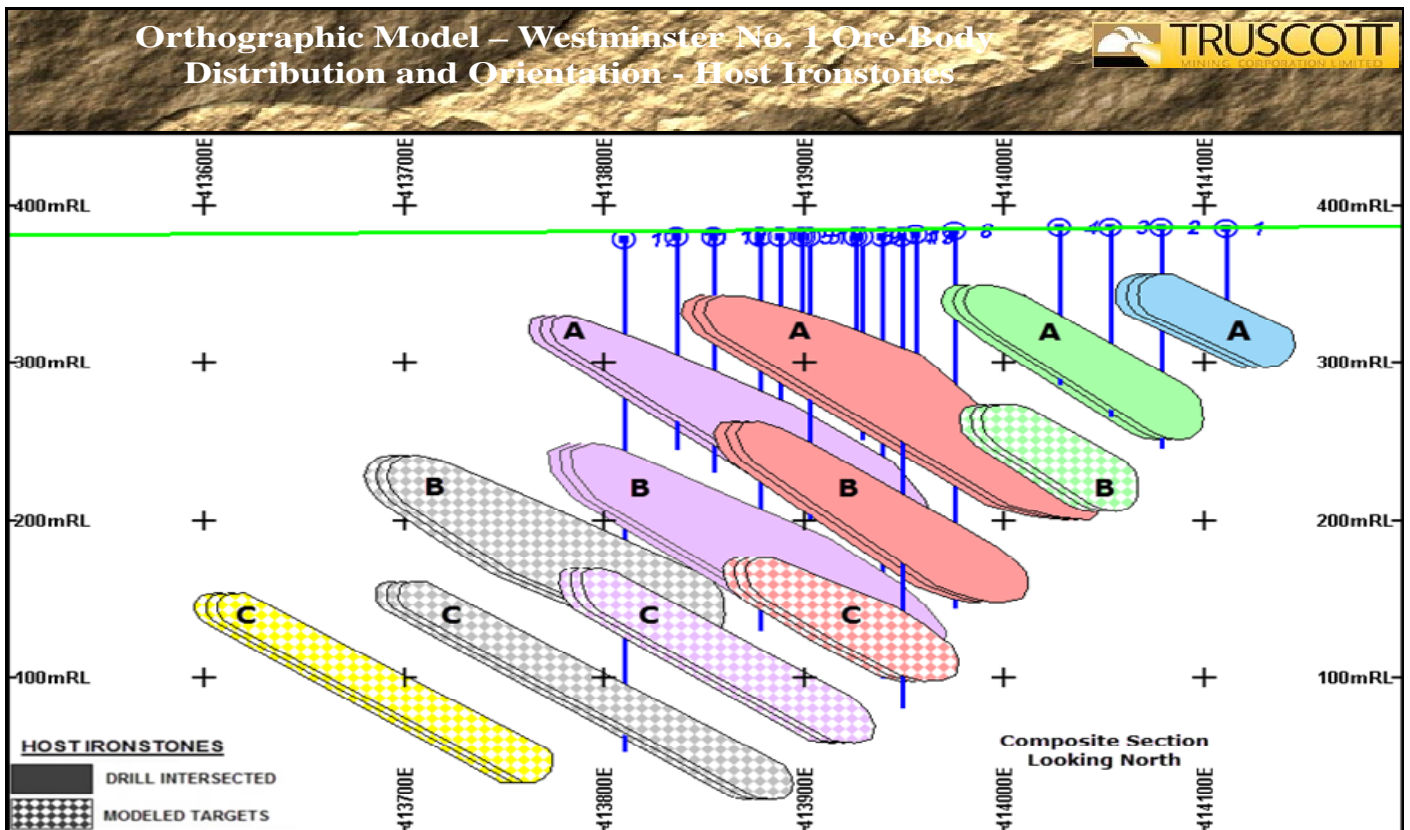 Orthographic Model – Westminster No. 1 Ore-Body
Distribution and Orientation - Host Ironstones
TRUSCOTT
MINING CORPORATION LIMITED
413600E
413700E
413800E
413900E
414000E
414100E
400mRL
400mRL
8
4
3
2
1
A
A
A
A
300mRL
300mRL
B
B
B
B
200mRL
200mRL
C
C
C
C
100mRL
100mRL
HOST IRONSTONES
DRILL INTERSECTED
MODELED TARGETS
Composite Section
Looking North
413700E
413800E
413900E
414000E
414100E